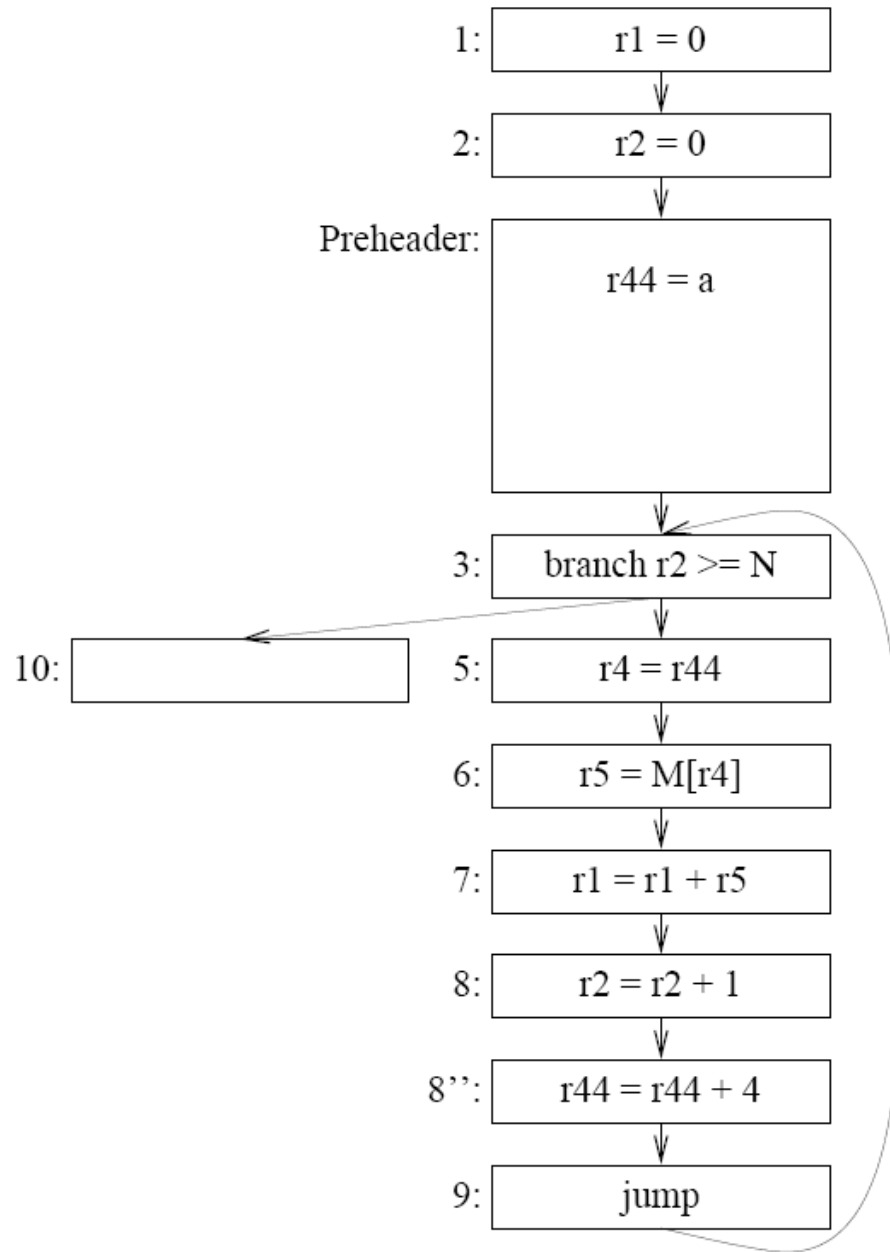 1: r1 = 0
2: r2 = 0
Preheader:
r44 = a
3: branch r2 >= N
10:
5: r4 = r44
6: r5 = M[r4]
7: r1 = r1 + r5
8: r2 = r2 + 1
8’’: r44 = r44 + 4
9: jump